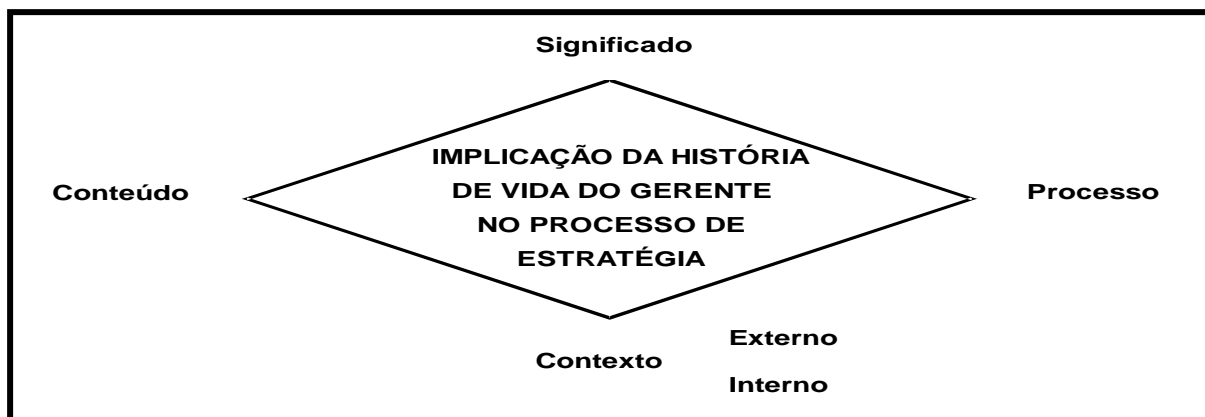 Significado
IMPLICAÇÃO DA HISTÓRIA
DE VIDA DO GERENTE
NO PROCESSO DE
ESTRATÉGIA
Conteúdo
Processo
Contexto
Externo
Interno